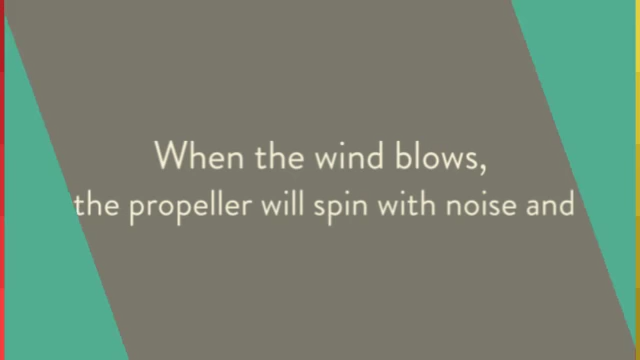 When the wind blows,
the propeller will spin with noise and